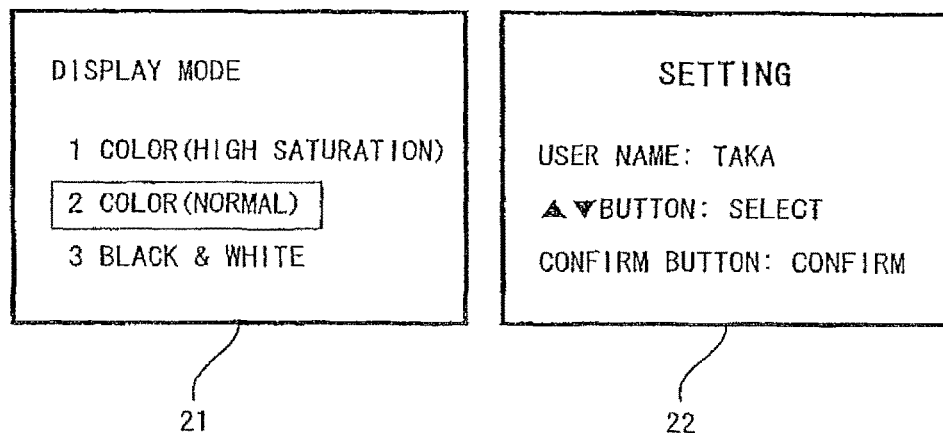 DISPLAY MODE
1 COLOR(HIGH SATURATION)
2 COLOR(NORMAL)
3 BLACK & WHITE
21
SETTING
USER NAME: TAKA
▲▼BUTTON: SELECT
CONFIRM BUTTON: CONFIRM
22